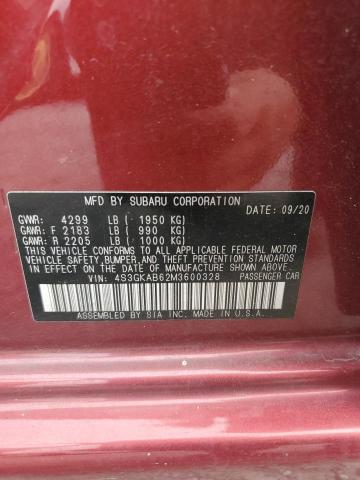 MFD BY SUBARU CORPORATION
DATE: 09/20
GVWR: 4299 LB ( 1950 KG)
GAWR: F 2183 LB ( 990 KG)
GAWR: R 2205 LB ( 1000 KG)
THIS VEHICLE CONFORMS TO ALL APPLICABLE FEDERAL MOTOR
VEHICLE SAFETY, BUMPER, AND THEFT PREVENTION STANDARDS
IN EFFECT ON THE DATE OF MANUFACTURE SHOWN ABOVE.
VIN: 4S3GKAB62M3600328 PASSENGER CAR
ASSEMBLED BY SIA INC. MADE IN U.S.A.